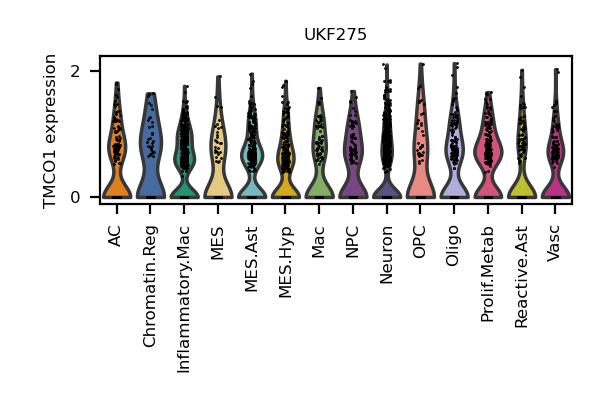 UKF275
TMCO1 expression
2
0
AC
Chromatin.Reg
Inflammatory.Mac
MES
MES.Ast
MES.Hyp
Mac
NPC
Neuron
OPC
Oligo
Prolif.Metab
Reactive.Ast
Vasc